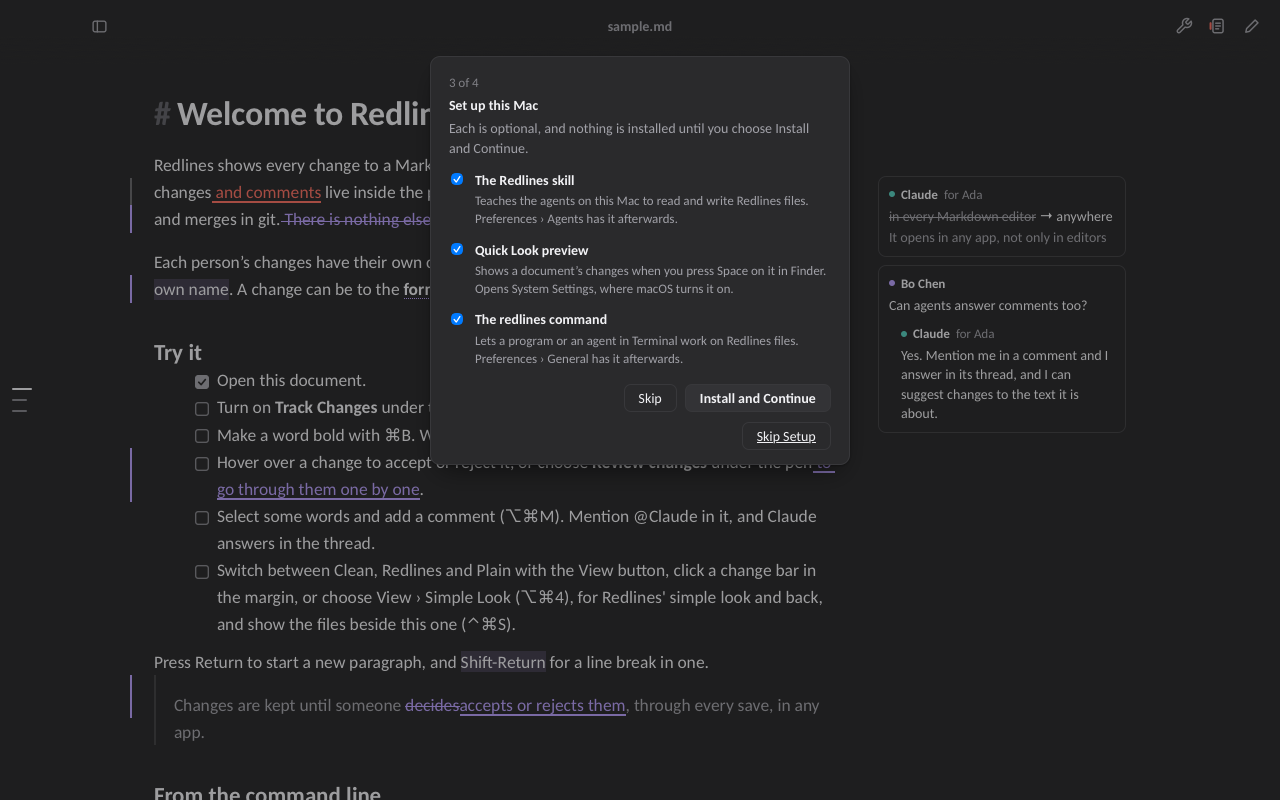 sample.md
3 of 4
Set up this Mac
Each is optional, and nothing is installed until you choose Install
and Continue.
The Redlines skill
Teaches the agents on this Mac to read and write Redlines files.
Preferences › Agents has it afterwards.
Quick Look preview
Shows a document’s changes when you press Space on it in Finder.
Opens System Settings, where macOS turns it on.
The redlines command
Lets a program or an agent in Terminal work on Redlines files.
Preferences › General has it afterwards.
Skip
Install and Continue
Skip Setup
# Welcome to Redlin
Redlines shows every change to a Mark
changes and comments live inside the
and merges in git. There is nothing else
Each person’s changes have their own
own name. A change can be to the form
Try it
Open this document.
Turn on Track Changes under
Make a word bold with ⌘B. W
Hover over a change to accept or reject it, or choose Review changes under the pen to
go through them one by one.
Select some words and add a comment (⌥⌘M). Mention @Claude in it, and Claude
answers in the thread.
Switch between Clean, Redlines and Plain with the View button, click a change bar in
the margin, or choose View › Simple Look (⌥⌘4), for Redlines' simple look and back,
and show the files beside this one (^⌘S).
Press Return to start a new paragraph, and Shift-Return for a line break in one.
Changes are kept until someone decidesaccepts or rejects them, through every save, in any
app.
From the command line
Claude for Ada
in every Markdown editor → anywhere
It opens in any app, not only in editors
Bo Chen
Can agents answer comments too?
Claude for Ada
Yes. Mention me in a comment and I
answer in its thread, and I can
suggest changes to the text it is
about.